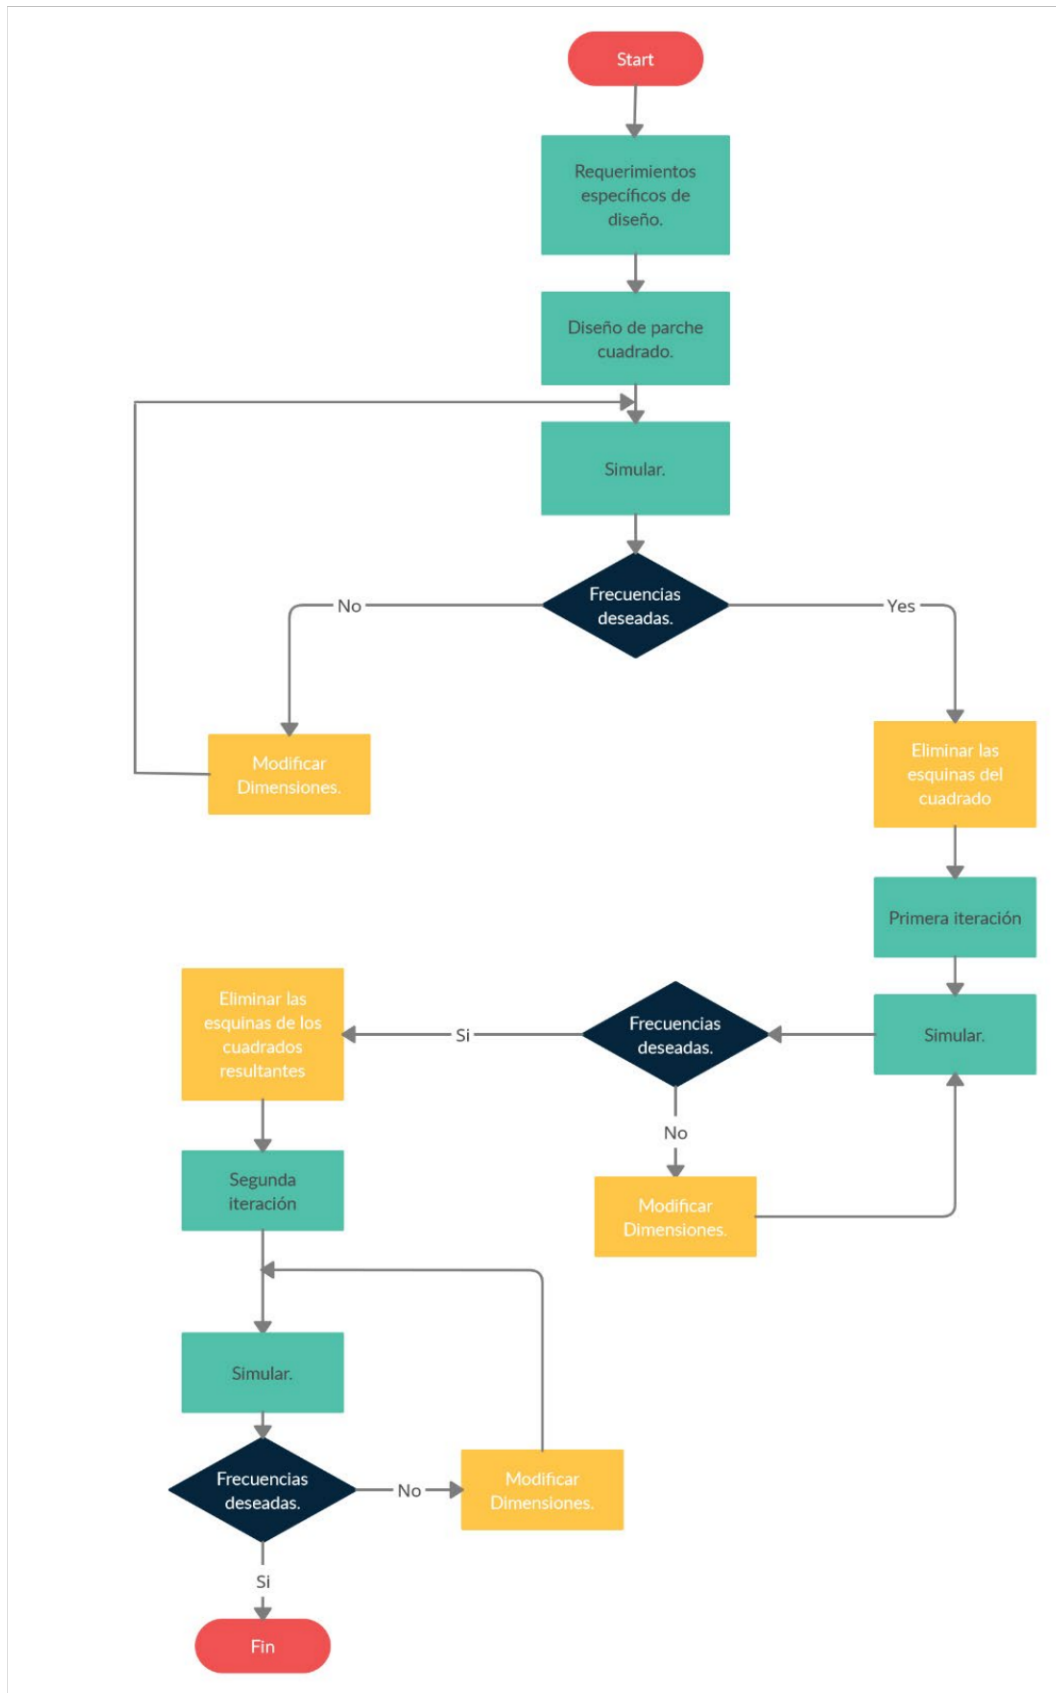 Start
Requerimientos
específicos de
diseño.
Diseño de parche
cuadrado.
Simular.
Frecuencias
deseadas.
No
Yes
Modificar
Dimensiones.
Eliminar las
esquinas del
cuadrado
Primera iteración
Simular.
Frecuencias
deseadas.
Si
No
Modificar
Dimensiones.
Eliminar las
esquinas de los
cuadrados
resultantes
Segunda
iteración
Simular.
Frecuencias
deseadas.
No
Modificar
Dimensiones.
Si
Fin